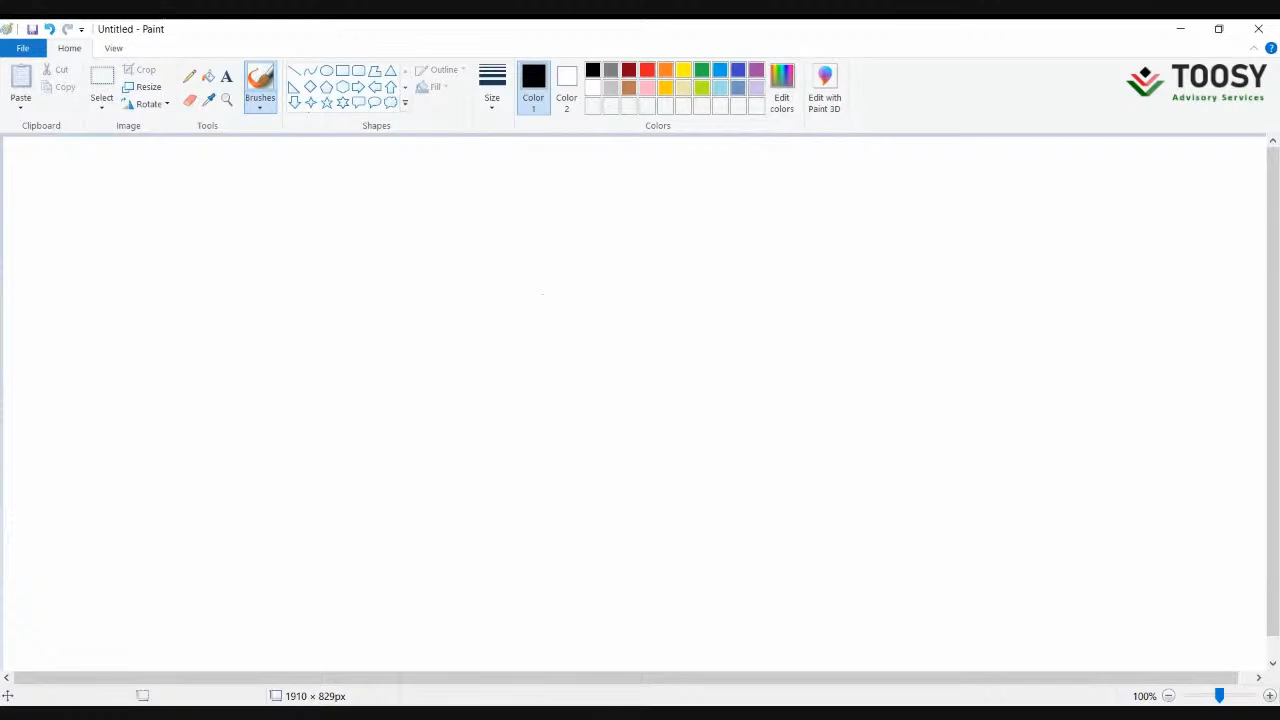 Untitled - Paint
File Home View
Paste
Cut
Copy
Clipboard
Select
Crop
Resize
Rotate
Image
A
Tools
Brushes
Shapes
Outline
Fill
Size
Color 1
Color 2
Edit colors
Colors
Edit with Paint 3D
TOOSY
Advisory Services
1910 × 829px
100%